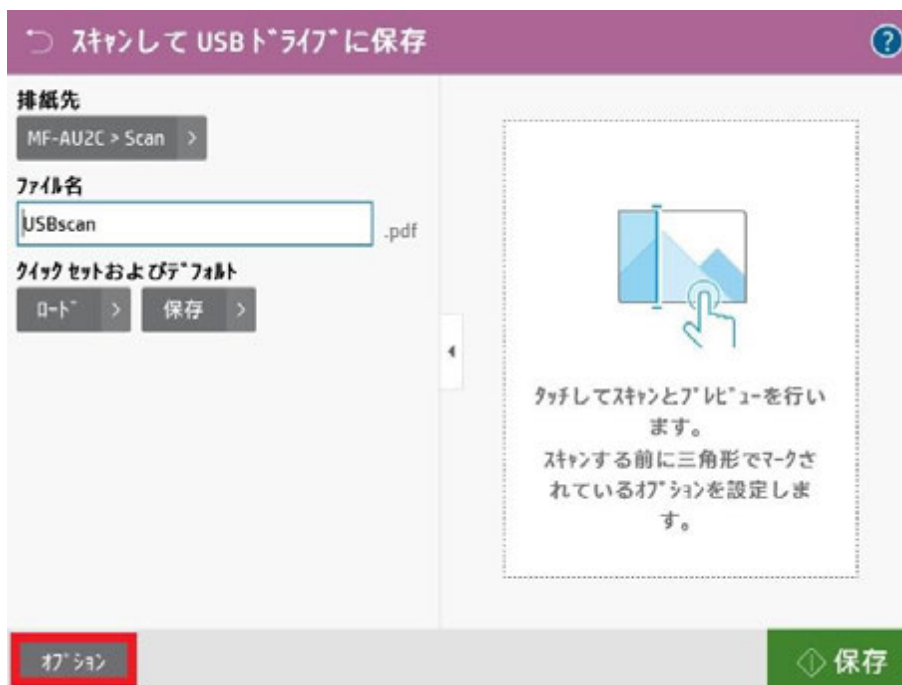 ｽｷｬﾝして USB ﾄﾞﾗｲﾌﾞに保存
?
排紙先
MF-AU2C > Scan >
ﾌｧｲﾙ名
USBscan
.pdf
ｸｲｯｸ ｾｯﾄおよびﾃﾞﾌｫﾙﾄ
ﾛｰﾄﾞ >
保存 >
ﾀｯﾁしてｽｷｬﾝとﾌﾟﾚﾋﾞｭｰを行い
ます。
ｽｷｬﾝする前に三角形でﾏｰｸさ
れているｵﾌﾟｼｮﾝを設定しま
す。
ｵﾌﾟｼｮﾝ
保存